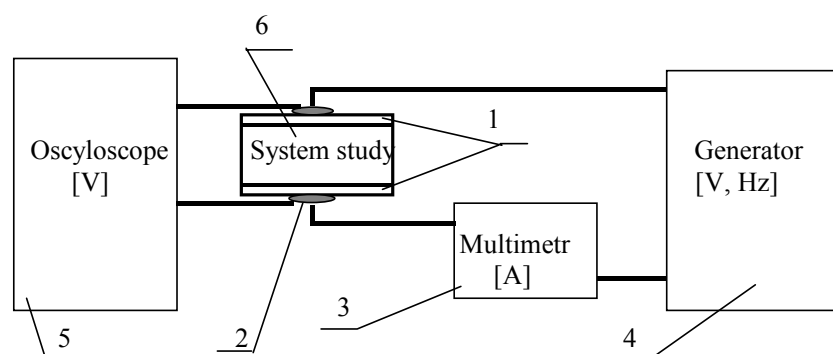 6
1
Oscyloscope
[V]
System study
Generator
[V, Hz]
Multimetr
[A]
5
2
3
4